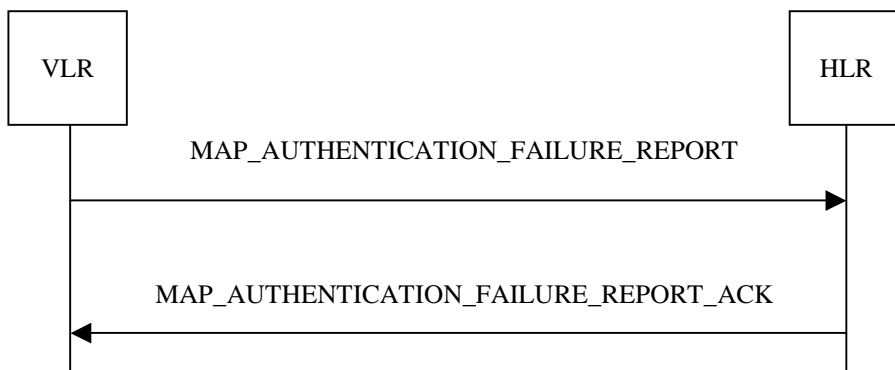 VLR
HLR
MAP_AUTHENTICATION_FAILURE_REPORT
MAP_AUTHENTICATION_FAILURE_REPORT_ACK